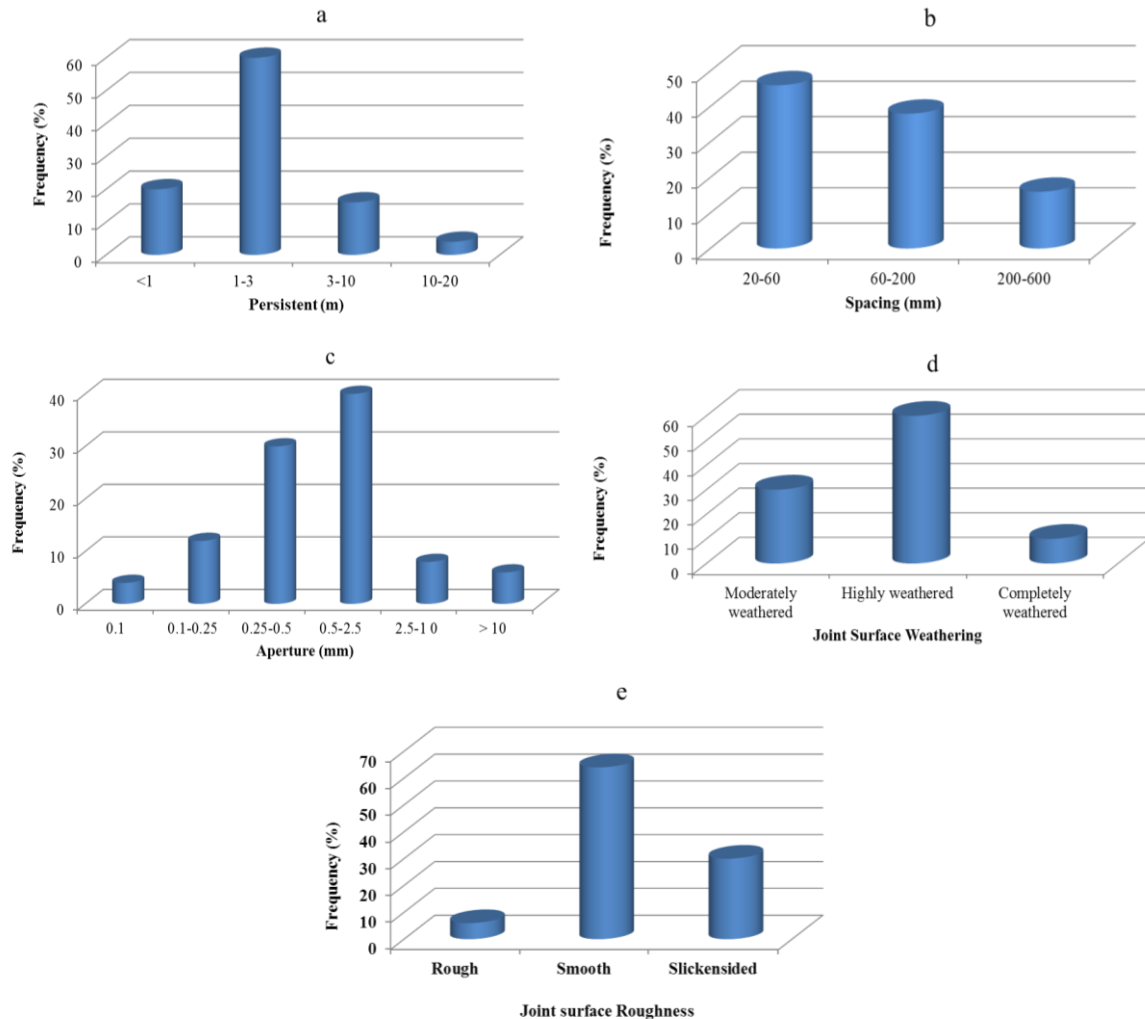 a
60
50
40
30
20
10
0
Frequency (%)
<1 1-3 3-10 10-20
Persistent (m)
b
50
40
30
20
10
0
Frequency (%)
20-60 60-200 200-600
Spacing (mm)
c
40
30
20
10
0
Frequency (%)
0.1 0.1-0.25 0.25-0.5 0.5-2.5 2.5-1 0 > 10
Aperture (mm)
d
60
50
40
30
20
10
0
Frequency (%)
Moderately Highly weathered Completely
weathered weathered
Joint Surface Weathering
e
70
60
50
40
30
20
10
0
Frequency (%)
Rough Smooth Slickensided
Joint surface Roughness